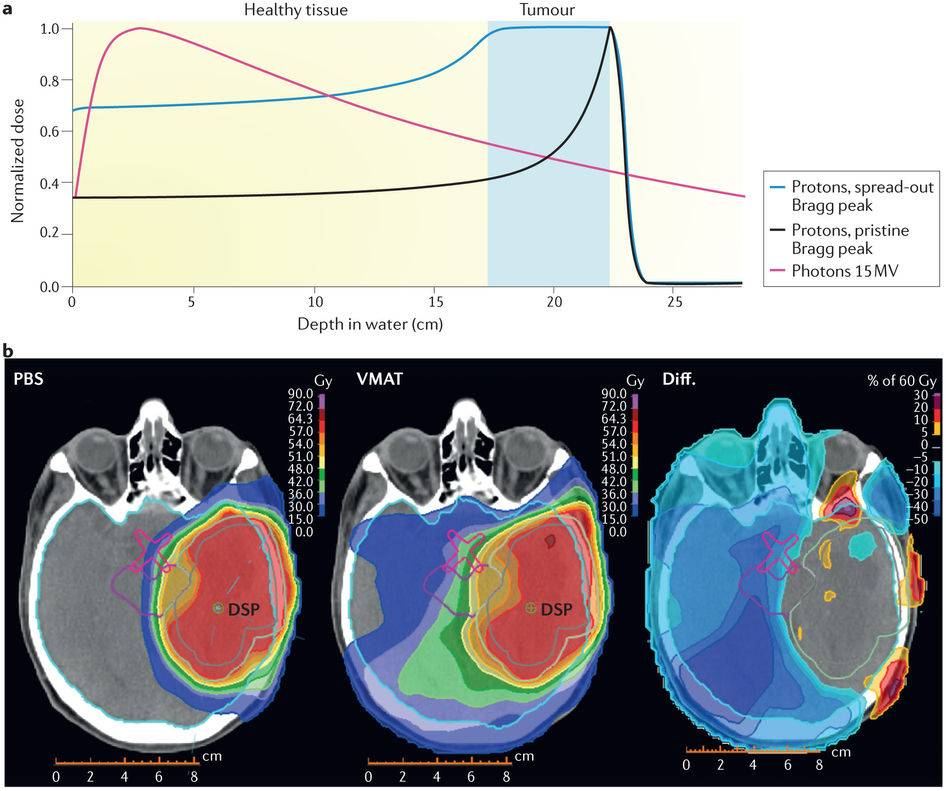 a
Healthy tissue
Tumour
Normalized dose
1.0
0.8
0.6
0.4
0.2
0.0
0
5
10
15
20
25
Depth in water (cm)
Protons, spread-out
Bragg peak
Protons, pristine
Bragg peak
Photons 15 MV
b
PBS
Gy
90.0
72.0
64.3
57.0
54.0
51.0
48.0
42.0
36.0
30.0
15.0
0.0
DSP
cm
0 2 4 6 8
VMAT
Gy
90.0
72.0
64.3
57.0
54.0
51.0
48.0
42.0
36.0
30.0
15.0
0.0
DSP
cm
0 2 4 6 8
Diff.
% of 60 Gy
30
20
10
5
0
−5
−10
−20
−30
−40
−50
cm
0 2 4 6 8